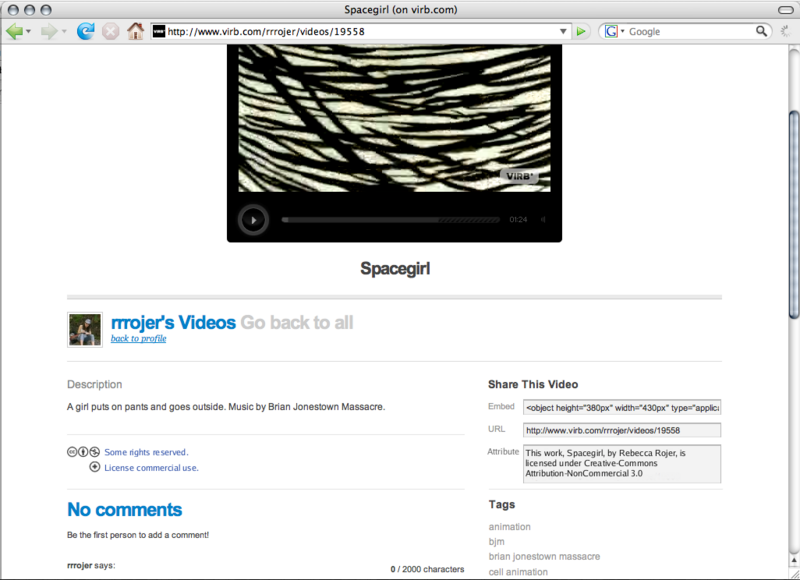 Spacegirl (on virb.com)
http://www.virb.com/rrrojer/videos/19558
Google
VIRB
01:24
Spacegirl
rrrojer's Videos Go back to all
back to profile
Description
A girl puts on pants and goes outside. Music by Brian Jonestown Massacre.
Some rights reserved.
License commercial use.
No comments
Be the first person to add a comment!
rrrojer says:
0 / 2000 characters
Share This Video
Embed <object height="380px" width="430px" type="applica
URL http://www.virb.com/rrrojer/videos/19558
Attribute This work, Spacegirl, by Rebecca Rojer, is
licensed under Creative-Commons
Attribution-NonCommercial 3.0
Tags
animation
bjm
brian jonestown massacre
cell animation